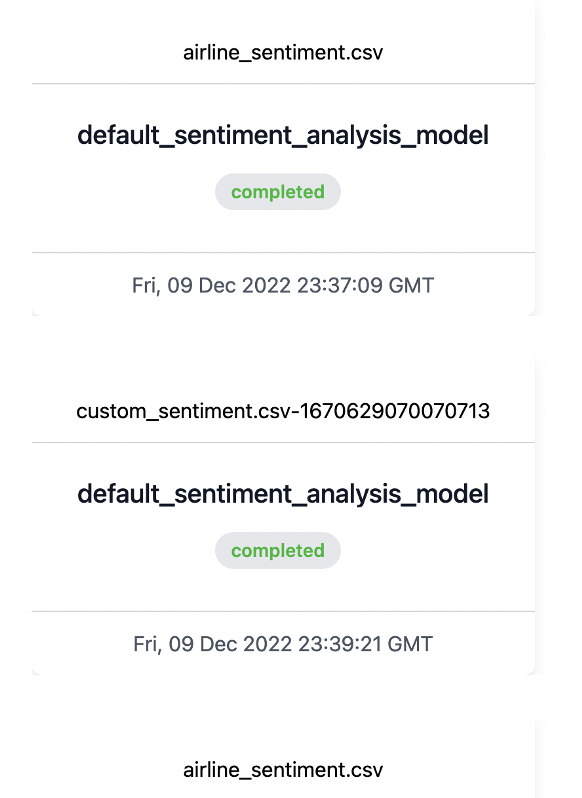 airline_sentiment.csv
default_sentiment_analysis_model
completed
Fri, 09 Dec 2022 23:37:09 GMT
custom_sentiment.csv-1670629070070713
default_sentiment_analysis_model
completed
Fri, 09 Dec 2022 23:39:21 GMT
airline_sentiment.csv